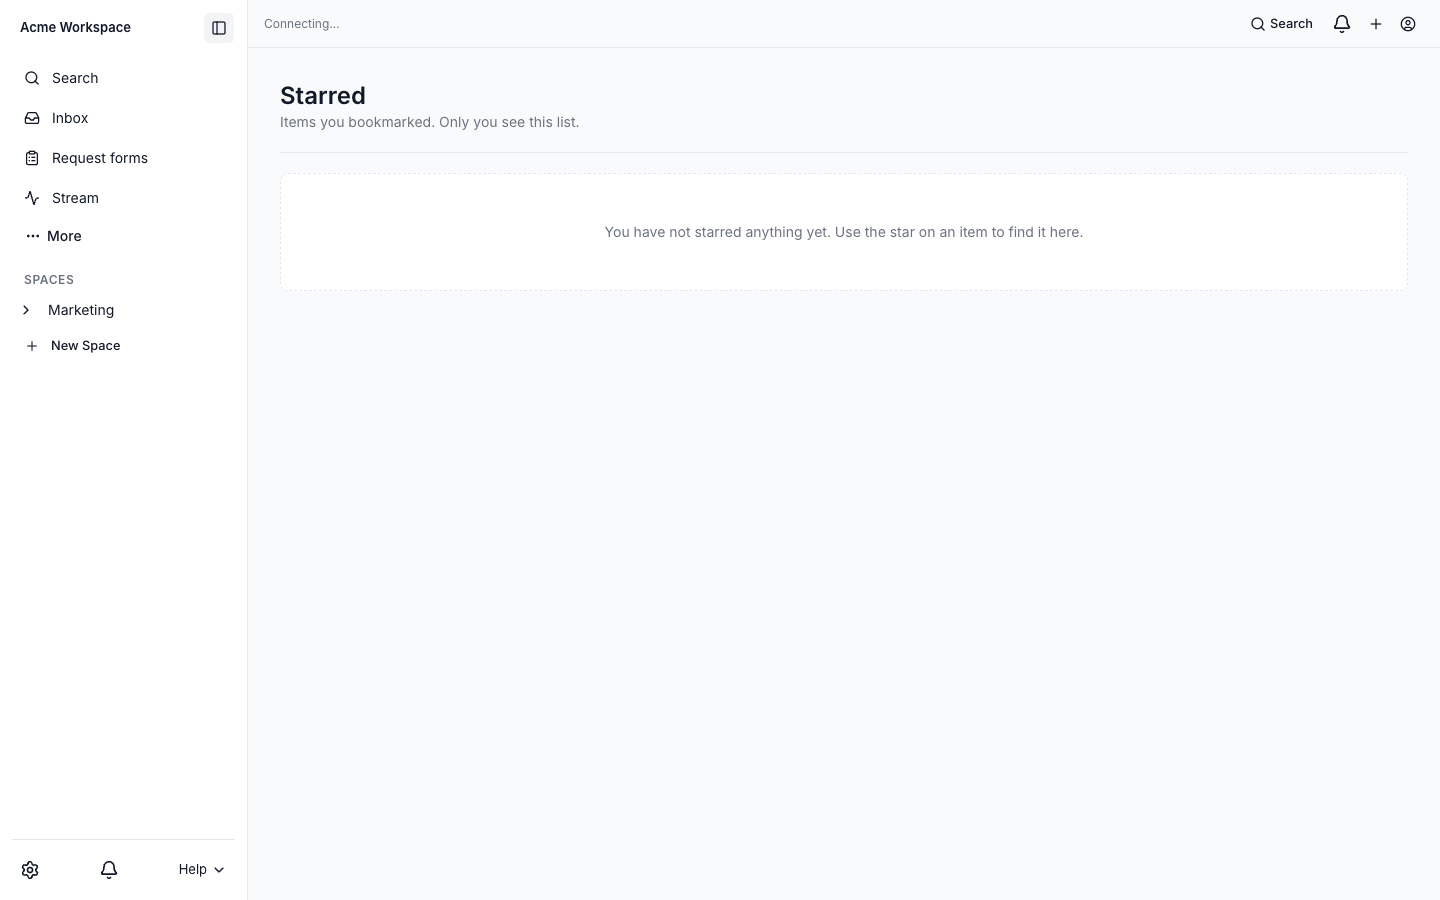 Acme Workspace
Search
Inbox
Request forms
Stream
More
SPACES
Marketing
New Space
Help
Connecting...
Search
Starred
Items you bookmarked. Only you see this list.
You have not starred anything yet. Use the star on an item to find it here.